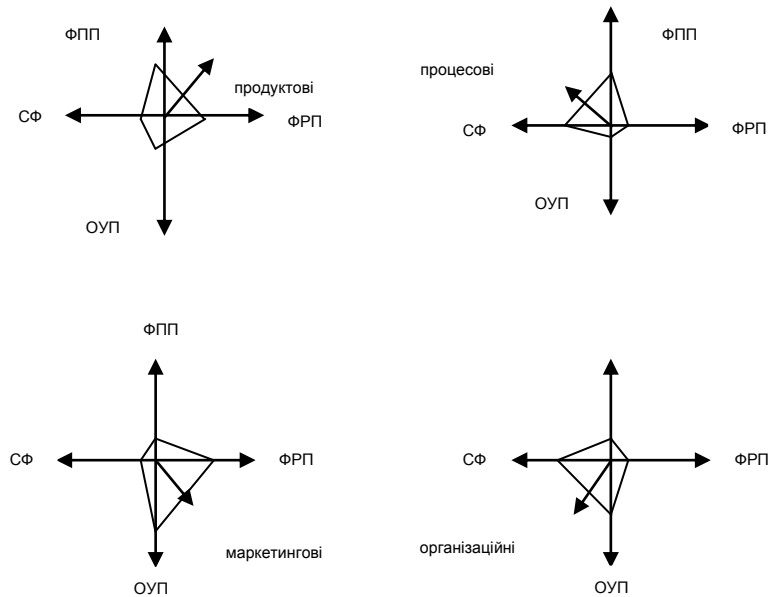 ФПП
продуктові
СФ
ФРП
ОУП
ФПП
процесові
СФ
ФРП
ОУП
ФПП
СФ
ФРП
маркетингові
ОУП
СФ
ФРП
організаційні
ОУП